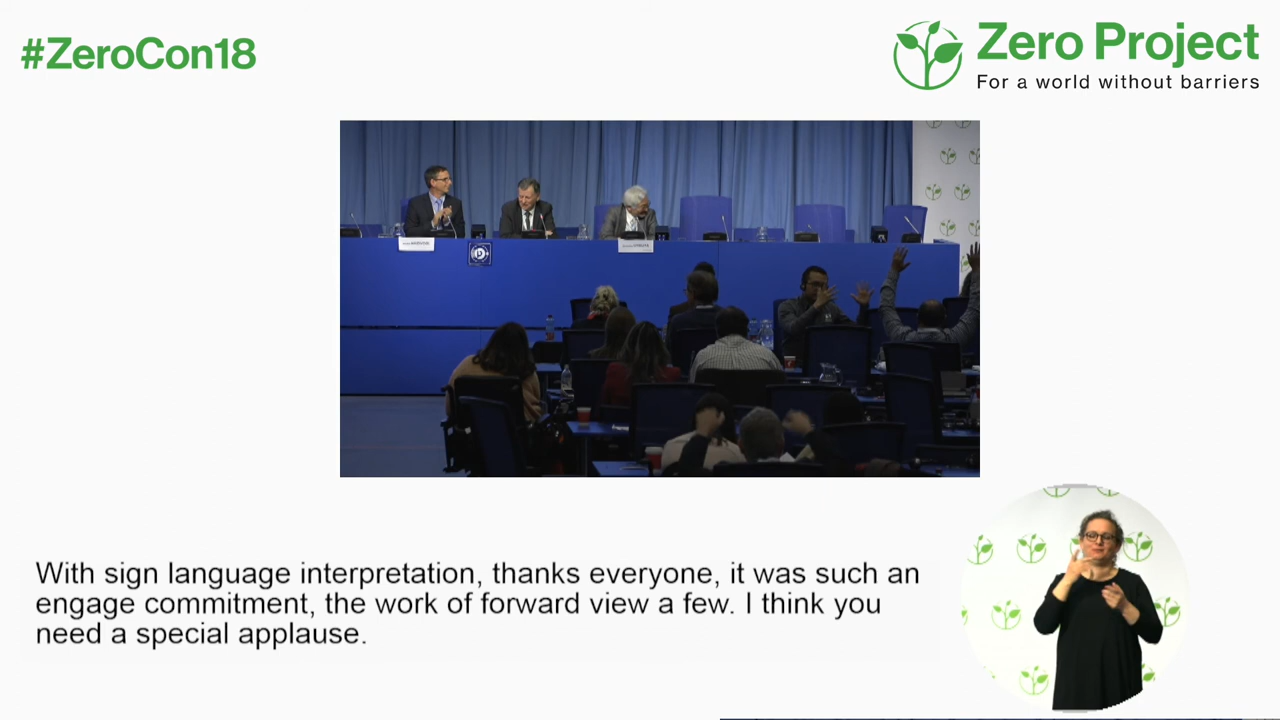 #ZeroCon18
Zero Project
For a world without barriers
With sign language interpretation, thanks everyone, it was such an
engage commitment, the work of forward view a few. I think you
need a special applause.